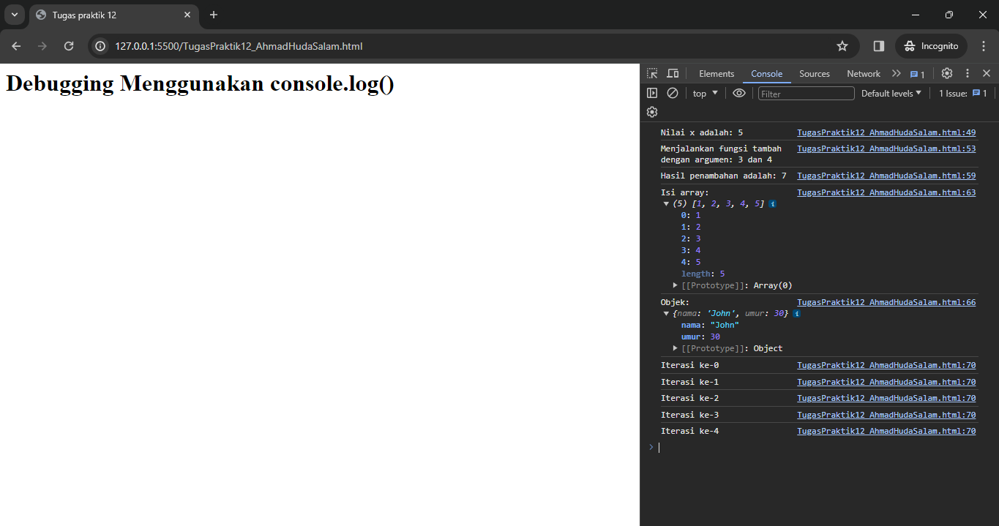 Tugas praktik 12
127.0.0.1:5500/TugasPraktik12_AhmadHudaSalam.html
Incognito
Debugging Menggunakan console.log()
Elements Console Sources Network 1
top Filter Default levels 1 Issue: 1
Nilai x adalah: 5 TugasPraktik12_AhmadHudaSalam.html:49
Menjalankan fungsi tambah TugasPraktik12_AhmadHudaSalam.html:53
dengan argumen: 3 dan 4
Hasil penambahan adalah: 7 TugasPraktik12_AhmadHudaSalam.html:59
Isi array: TugasPraktik12_AhmadHudaSalam.html:63
(5) [1, 2, 3, 4, 5] i
0: 1
1: 2
2: 3
3: 4
4: 5
length: 5
[[Prototype]]: Array(0)
Objek: TugasPraktik12_AhmadHudaSalam.html:66
{nama: 'John', umur: 30} i
nama: "John"
umur: 30
[[Prototype]]: Object
Iterasi ke-0 TugasPraktik12_AhmadHudaSalam.html:70
Iterasi ke-1 TugasPraktik12_AhmadHudaSalam.html:70
Iterasi ke-2 TugasPraktik12_AhmadHudaSalam.html:70
Iterasi ke-3 TugasPraktik12_AhmadHudaSalam.html:70
Iterasi ke-4 TugasPraktik12_AhmadHudaSalam.html:70